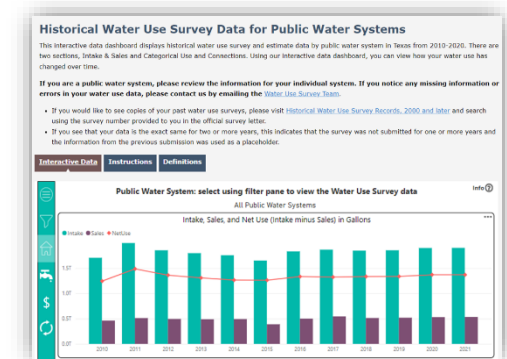 Historical Water Use Survey Data for Public Water Systems
This interactive data dashboard displays historical water use survey and estimate data by public water system in Texas from 2010-2020. There are
two sections, Intake & Sales and Categorical Use and Connections. Using our interactive data dashboard, you can view how your water use has
changed over time.
If you are a public water system, please review the information for your individual system. If you notice any missing information or
errors in your water use data, please contact us by emailing the Water Use Survey Team.
• If you would like to see copies of your past water use surveys, please visit Historical Water Use Survey Records, 2000 and later and search
using the survey number provided to you in the official survey letter.
• If you see that your data is the exact same for two or more years, this indicates that the survey was not submitted for one or more years and
the information from the previous submission was used as a placeholder.
Interactive Data Instructions Definitions
Public Water System: select using filter pane to view the Water Use Survey data
Info ?
All Public Water Systems
Intake, Sales, and Net Use (Intake minus Sales) in Gallons
Intake Sales NetUse
1.5T
1.0T
0.5T
0.0T
2010 2011 2012 2013 2014 2015 2016 2017 2018 2019 2020 2021
$